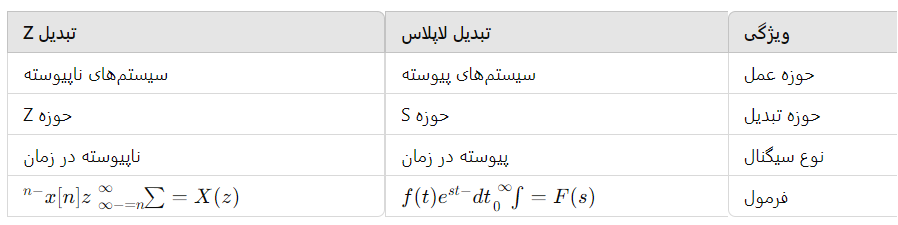 ویژگی	تبدیل لاپلاس	تبدیل Z
حوزه عمل	سیستم‌های پیوسته	سیستم‌های ناپیوسته
حوزه تبدیل	حوزه S	حوزه Z
نوع سیگنال	پیوسته در زمان	ناپیوسته در زمان
فرمول	f(t)e^{st−} dt_0^∞ ∫ = F(s)	^{n−}x[n]z ^∞_{∞−=n}∑ = X(z)